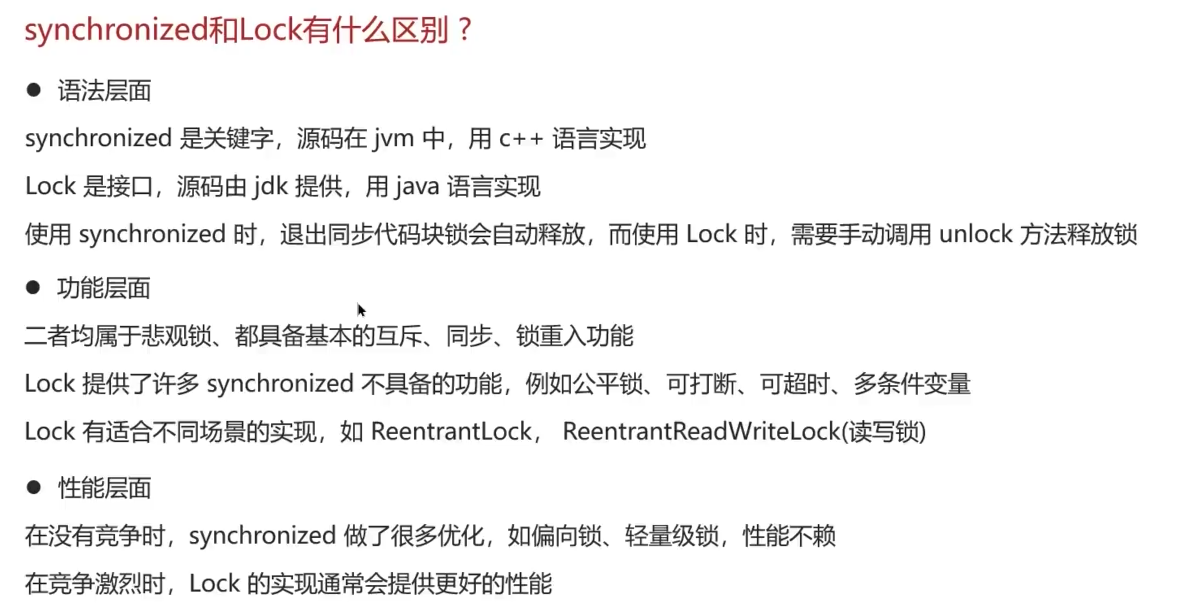 synchronized和Lock有什么区别？
● 语法层面
synchronized 是关键字，源码在 jvm 中，用 c++ 语言实现
Lock 是接口，源码由 jdk 提供，用 java 语言实现
使用 synchronized 时，退出同步代码块锁会自动释放，而使用 Lock 时，需要手动调用 unlock 方法释放锁
● 功能层面
二者均属于悲观锁、都具备基本的互斥、同步、锁重入功能
Lock 提供了许多 synchronized 不具备的功能，例如公平锁、可打断、可超时、多条件变量
Lock 有适合不同场景的实现，如 ReentrantLock， ReentrantReadWriteLock(读写锁)
● 性能层面
在没有竞争时，synchronized 做了很多优化，如偏向锁、轻量级锁，性能不赖
在竞争激烈时，Lock 的实现通常会提供更好的性能